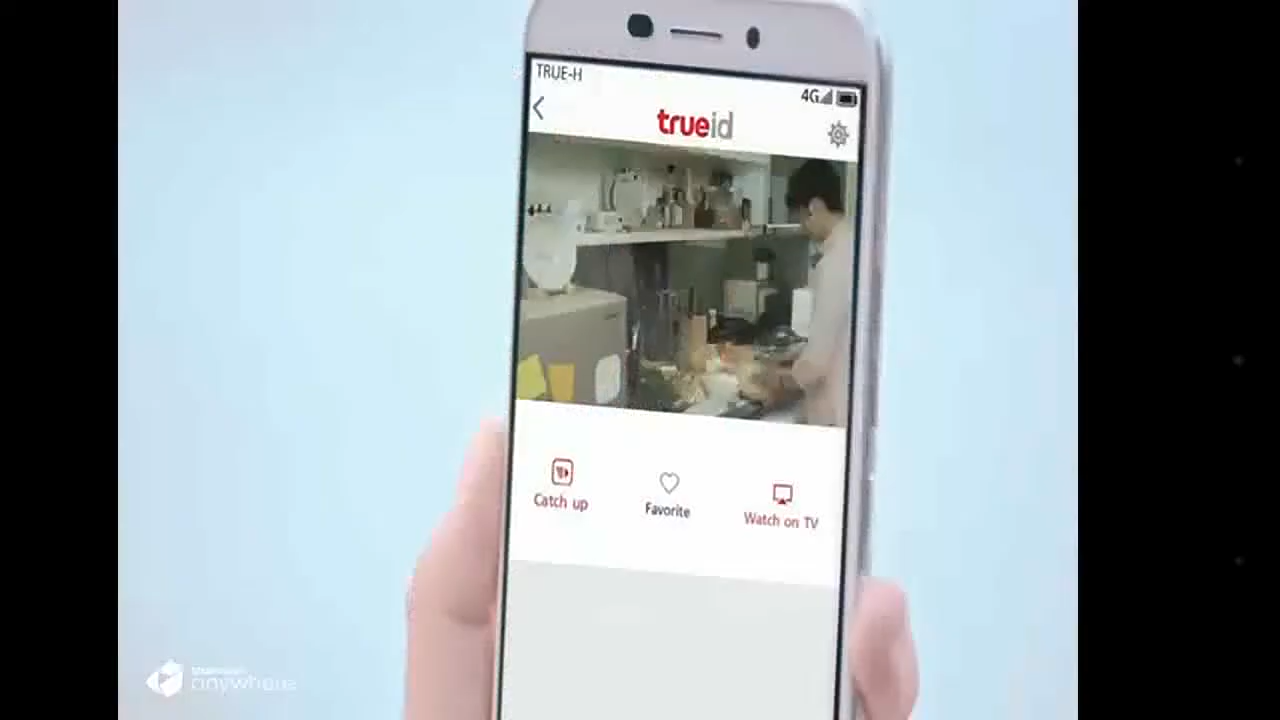 TRUE-H
4G
trueid
Catch up
Favorite
Watch on TV
anywhere